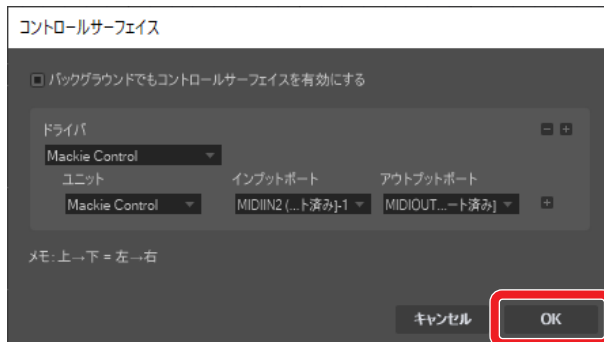 コントロールサーフェイス
バックグラウンドでもコントロールサーフェイスを有効にする
ドライバ
Mackie Control
ユニット インプットポート アウトプットポート
Mackie Control MIDIIN2 (...ト済み]-1 MIDIOUT...ート済み]
メモ: 上→下 = 左→右
キャンセル OK